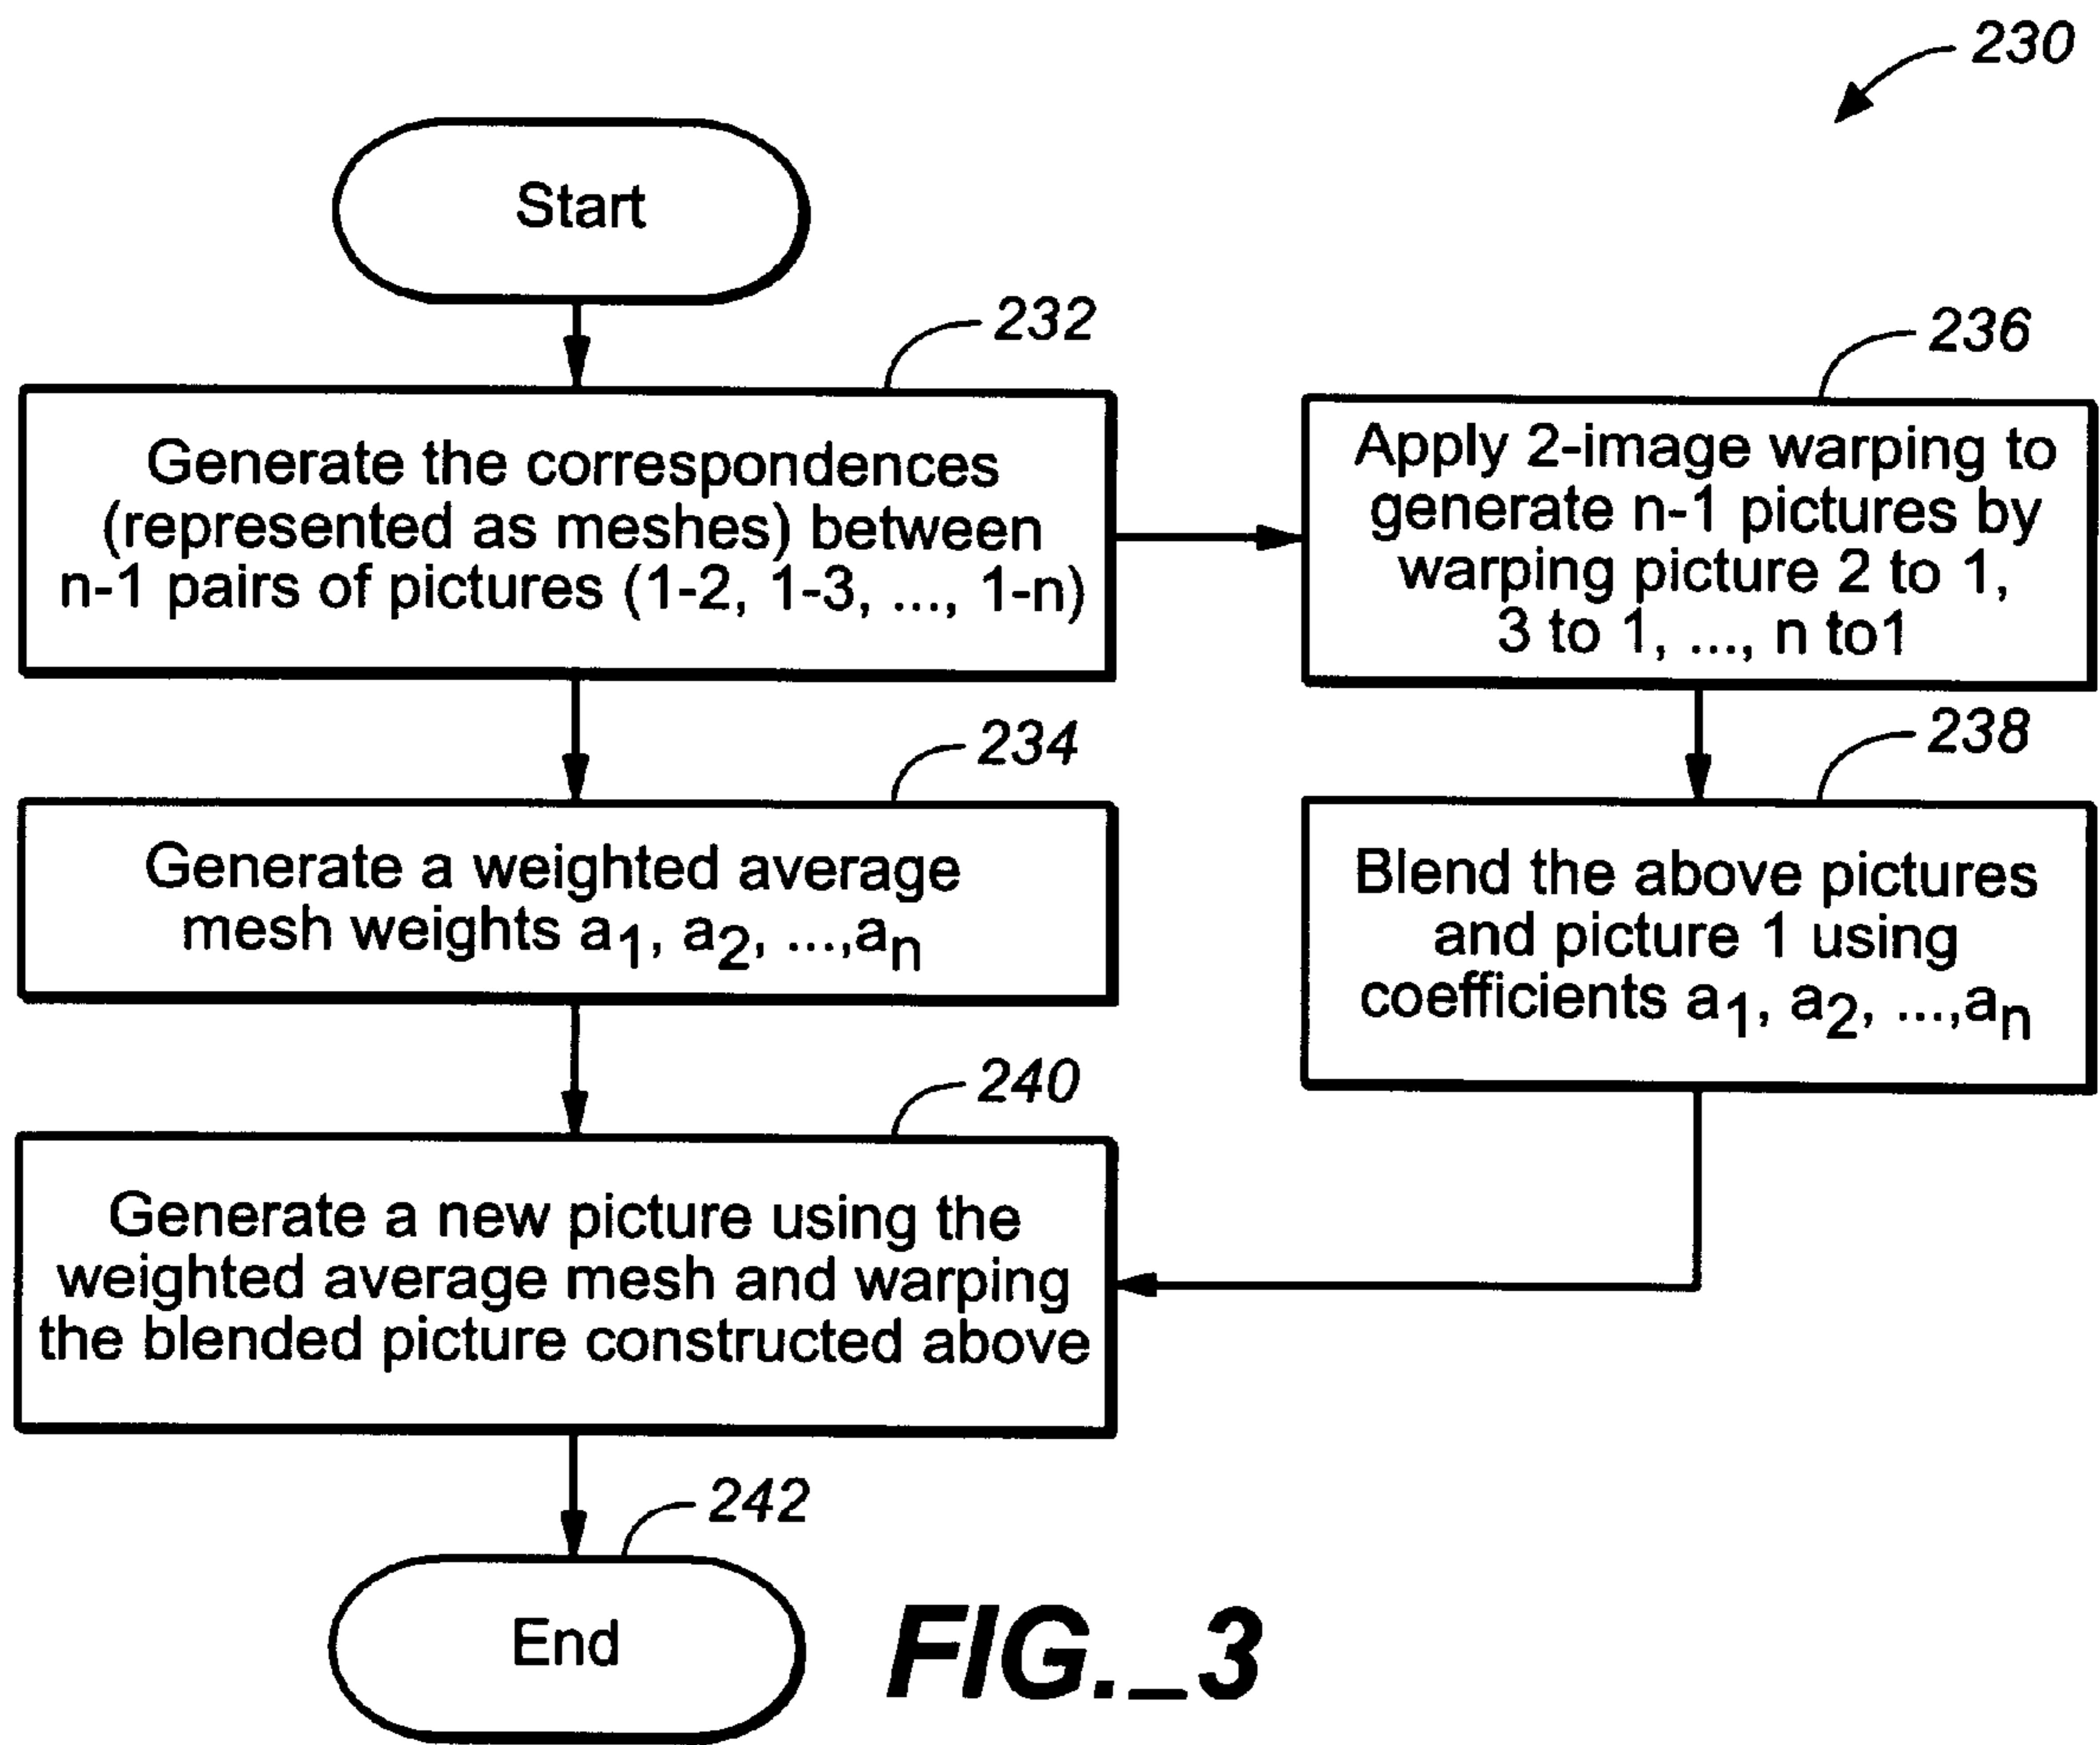 230
Start
232
Generate the correspondences
(represented as meshes) between
n-1 pairs of pictures (1-2, 1-3, ..., 1-n)
236
Apply 2-image warping to
generate n-1 pictures by
warping picture 2 to 1,
3 to 1, ..., n to1
234
Generate a weighted average
mesh weights a1, a2, ...,an
238
Blend the above pictures
and picture 1 using
coefficients a1, a2, ...,an
240
Generate a new picture using the
weighted average mesh and warping
the blended picture constructed above
242
End
FIG._3